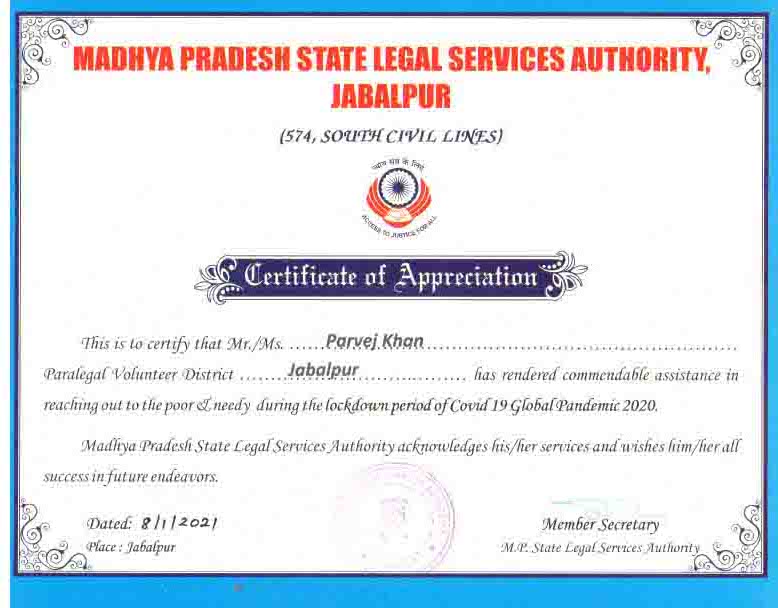 MADHYA PRADESH STATE LEGAL SERVICES AUTHORITY,
JABALPUR
(574, SOUTH CIVIL LINES)
न्याय सब के लिए
ACCESS TO JUSTICE FOR ALL
Certificate of Appreciation
This is to certify that Mr./Ms. ......Parvej Khan..........................................................
Paralegal Volunteer District .........Jabalpur...................... has rendered commendable assistance in
reaching out to the poor & needy during the lockdown period of Covid 19 Global Pandemic 2020.
Madhya Pradesh State Legal Services Authority acknowledges his/her services and wishes him/her all
success in future endeavors.
Dated: 8/1/2021
Member Secretary
Place : Jabalpur
M.P. State Legal Services Authority